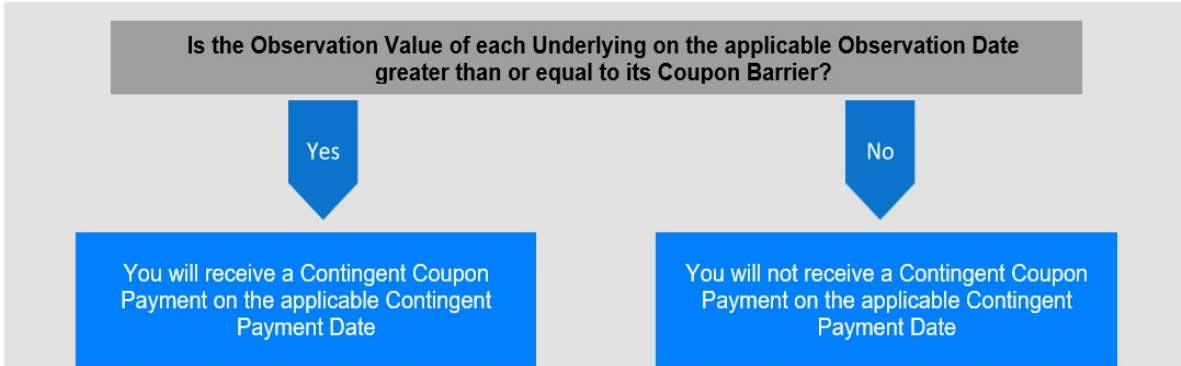 Is the Observation Value of each Underlying on the applicable Observation Date
greater than or equal to its Coupon Barrier?
Yes
No
You will receive a Contingent Coupon
Payment on the applicable Contingent
Payment Date
You will not receive a Contingent Coupon
Payment on the applicable Contingent
Payment Date